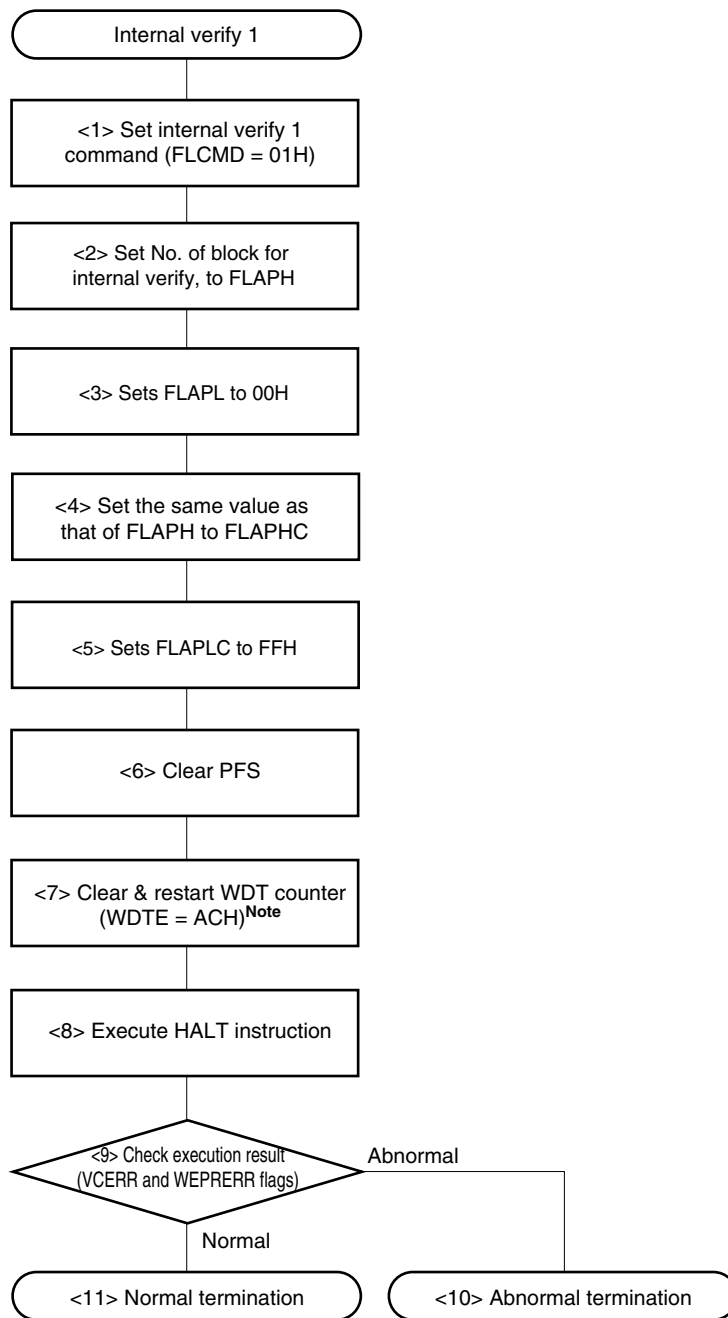 Internal verify 1
<1> Set internal verify 1
command (FLCMD = 01H)
<2> Set No. of block for
internal verify, to FLAPH
<3> Sets FLAPL to 00H
<4> Set the same value as
that of FLAPH to FLAPHC
<5> Sets FLAPLC to FFH
<6> Clear PFS
<7> Clear & restart WDT counter
(WDTE = ACH)Note
<8> Execute HALT instruction
<9> Check execution result
(VCERR and WEPRERR flags)
Abnormal
Normal
<11> Normal termination
<10> Abnormal termination